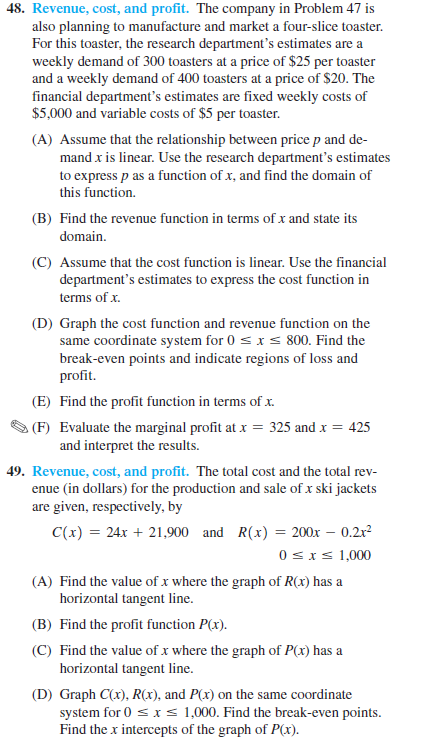 48. Revenue, cost, and profit. The company in Problem 47 is
also planning to manufacture and market a four-slice toaster.
For this toaster, the research department's estimates are a
weekly demand of 300 toasters at a price of $25 per toaster
and a weekly demand of 400 toasters at a price of $20. The
financial department's estimates are fixed weekly costs of
$5,000 and variable costs of $5 per toaster.
(A) Assume that the relationship between price p and de-
mand x is linear. Use the research department's estimates
to express p as a function of x, and find the domain of
this function.
(B) Find the revenue function in terms of x and state its
domain.
(C) Assume that the cost function is linear. Use the financial
department's estimates to express the cost function in
terms of x.
(D) Graph the cost function and revenue function on the
same coordinate system for 0 ≤ x ≤ 800. Find the
break-even points and indicate regions of loss and
profit.
(E) Find the profit function in terms of x.
(F) Evaluate the marginal profit at x = 325 and x = 425
and interpret the results.
49. Revenue, cost, and profit. The total cost and the total rev-
enue (in dollars) for the production and sale of x ski jackets
are given, respectively, by
C(x) = 24x + 21,900 and R(x) = 200x − 0.2x²
0 ≤ x ≤ 1,000
(A) Find the value of x where the graph of R(x) has a
horizontal tangent line.
(B) Find the profit function P(x).
(C) Find the value of x where the graph of P(x) has a
horizontal tangent line.
(D) Graph C(x), R(x), and P(x) on the same coordinate
system for 0 ≤ x ≤ 1,000. Find the break-even points.
Find the x intercepts of the graph of P(x).